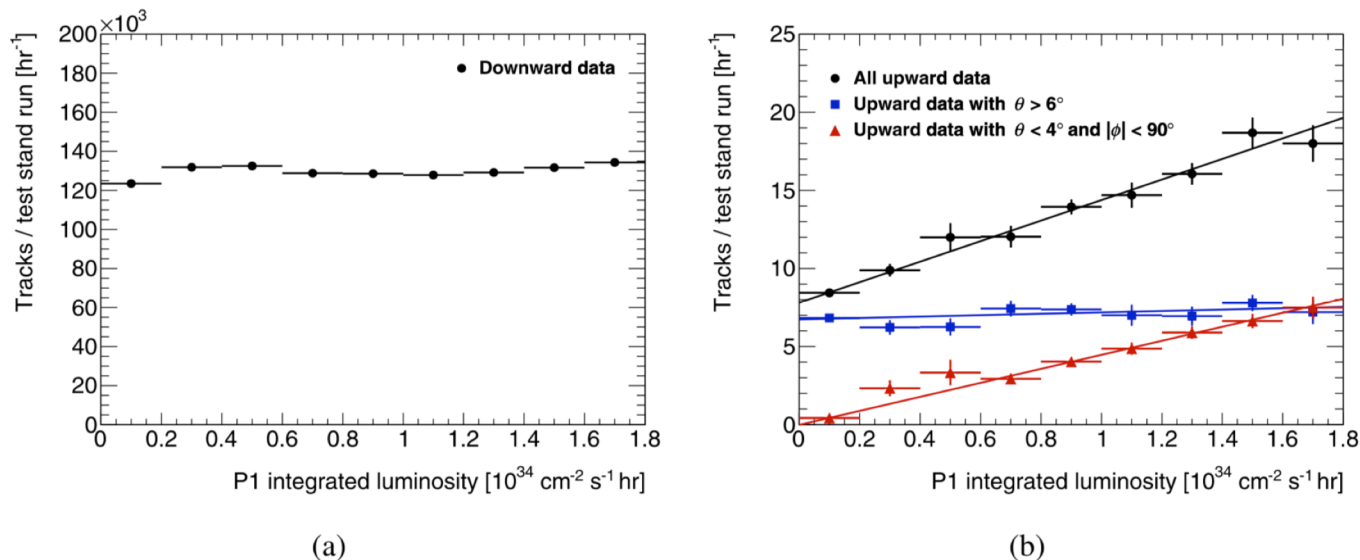 ×10³
200
180
160
140
120
100
80
60
40
20
0
Tracks / test stand run [hr⁻¹]
Downward data
0 0.2 0.4 0.6 0.8 1 1.2 1.4 1.6 1.8
P1 integrated luminosity [10³⁴ cm⁻² s⁻¹ hr]
(a)
25
20
15
10
5
0
Tracks / test stand run [hr⁻¹]
All upward data
Upward data with θ > 6°
Upward data with θ < 4° and |ϕ| < 90°
0 0.2 0.4 0.6 0.8 1 1.2 1.4 1.6 1.8
P1 integrated luminosity [10³⁴ cm⁻² s⁻¹ hr]
(b)